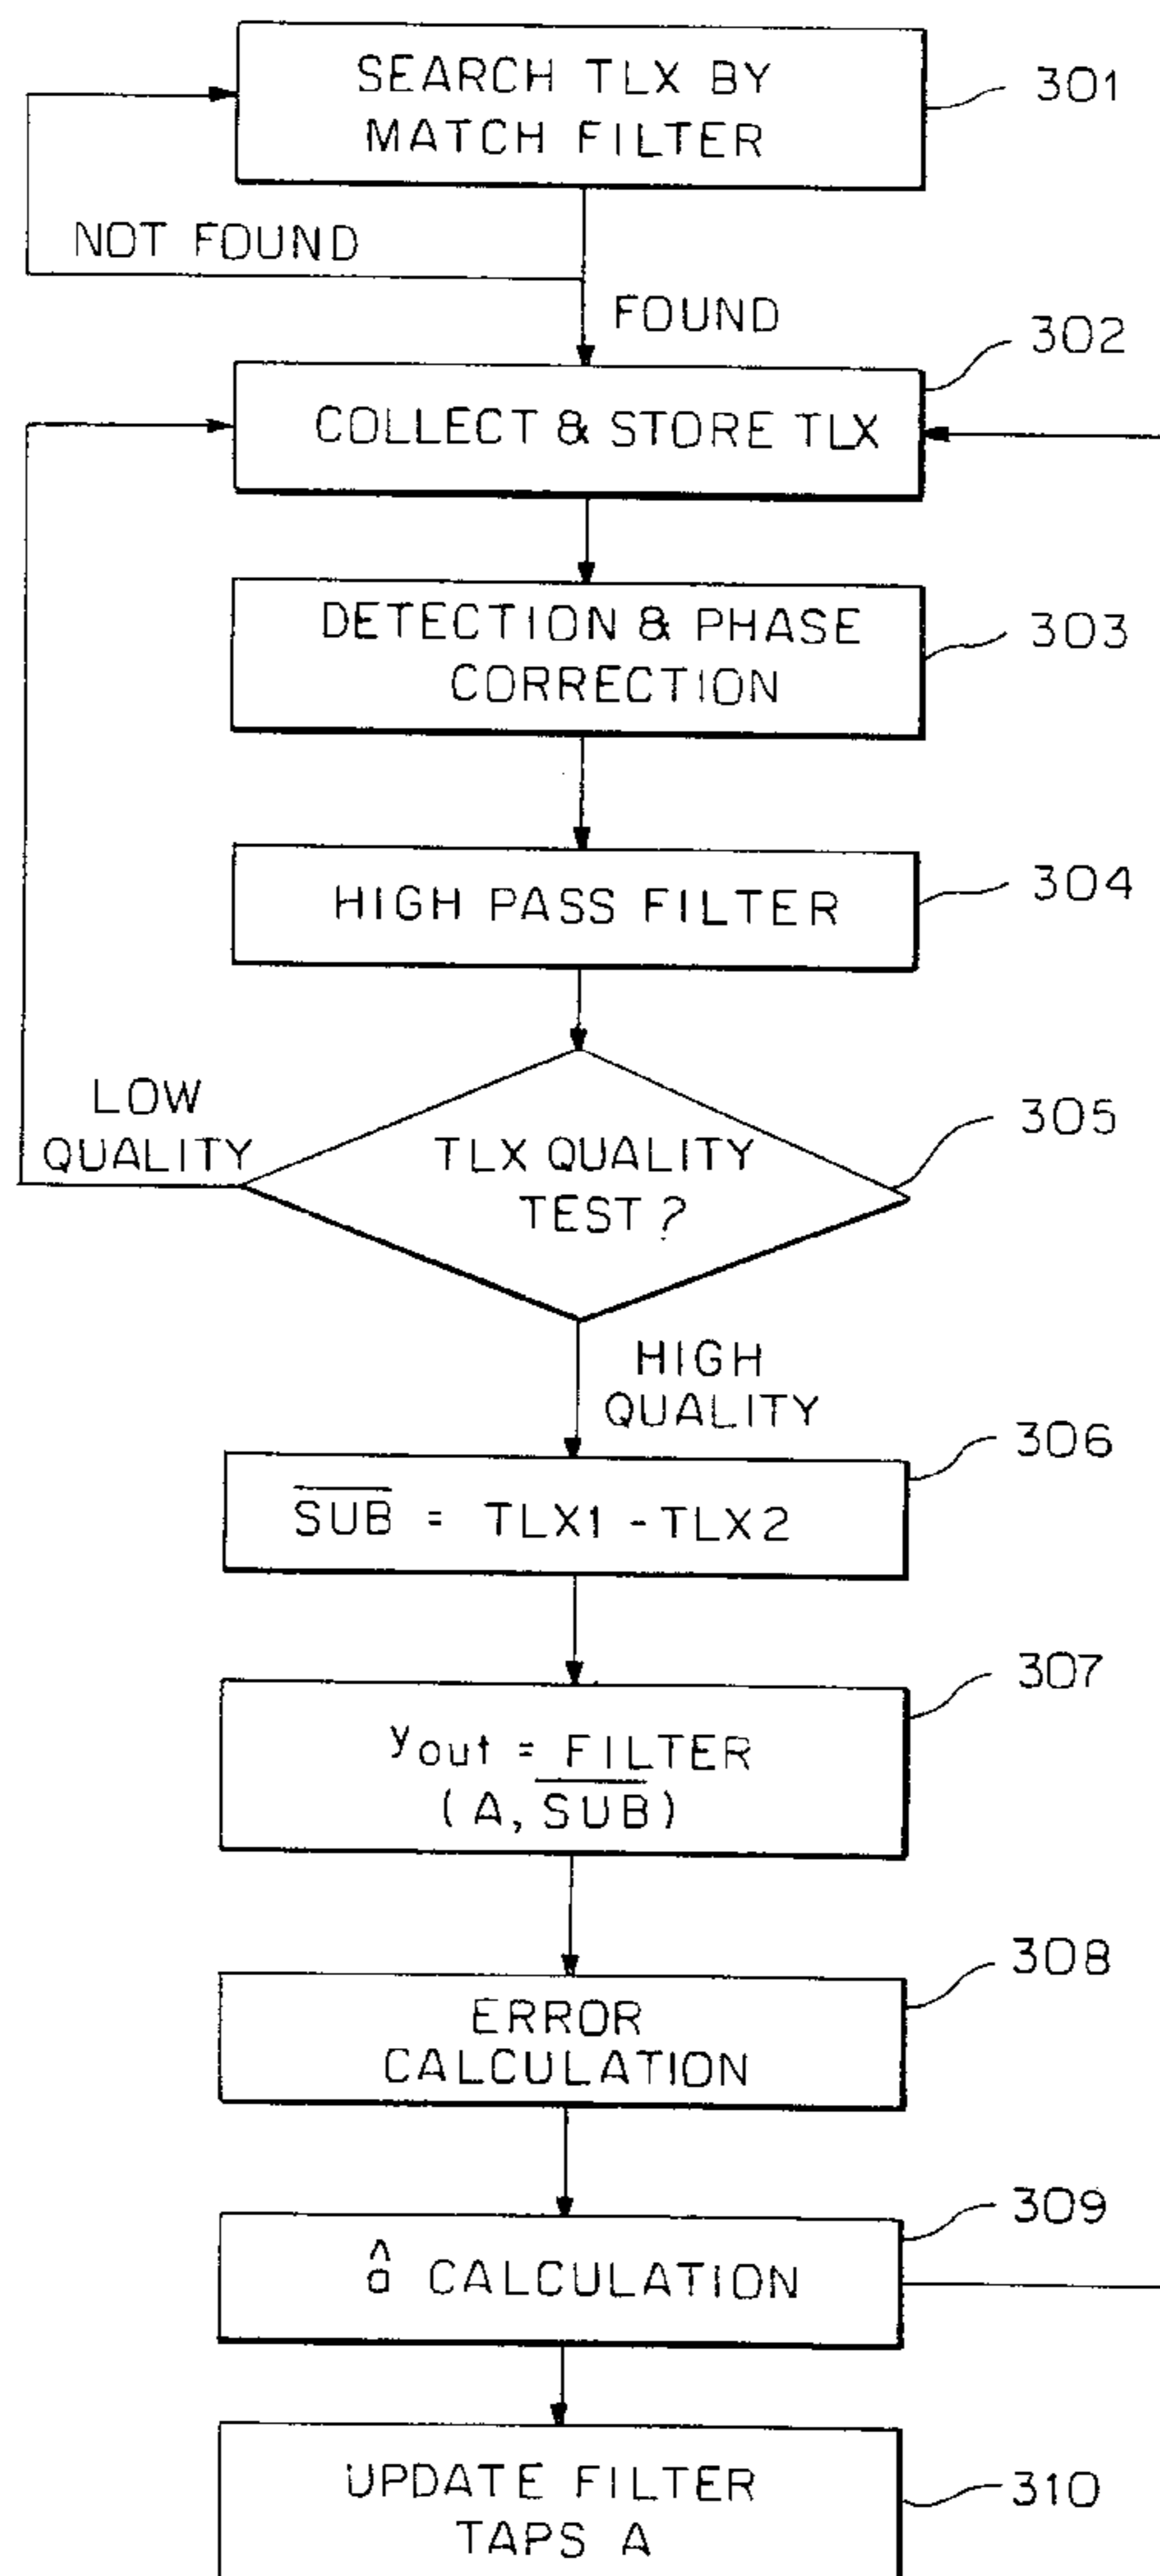 SEARCH TLX BY
MATCH FILTER
301
NOT FOUND
FOUND
302
COLLECT & STORE TLX
DETECTION & PHASE
CORRECTION
303
HIGH PASS FILTER
304
LOW
QUALITY
TLX QUALITY
TEST?
305
HIGH
QUALITY
306
S̅U̅B̅ = TLX1 - TLX2
307
yout = FILTER
(A, S̅U̅B̅)
308
ERROR
CALCULATION
309
â CALCULATION
UPDATE FILTER
TAPS A
310